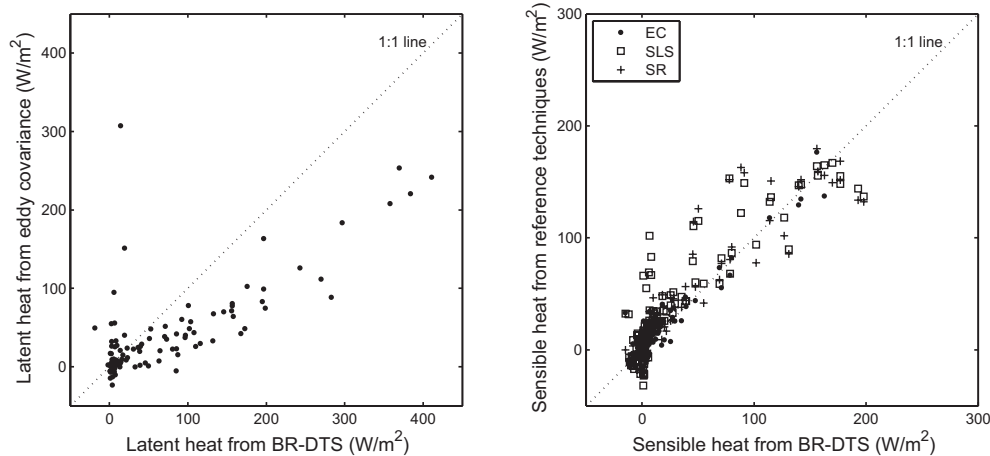 Latent heat from eddy covariance (W/m²)
400
300
200
100
0
1:1 line
0 100 200 300 400
Latent heat from BR-DTS (W/m²)
Sensible heat from reference techniques (W/m²)
300
200
100
0
EC
SLS
SR
1:1 line
0 100 200 300
Sensible heat from BR-DTS (W/m²)